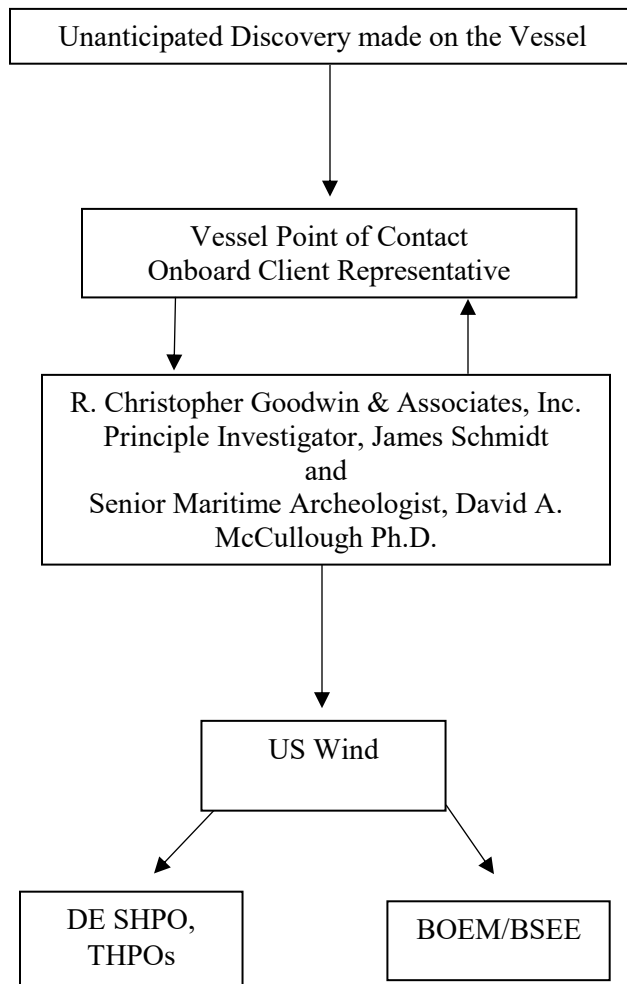 Unanticipated Discovery made on the Vessel
Vessel Point of Contact
Onboard Client Representative
R. Christopher Goodwin & Associates, Inc.
Principle Investigator, James Schmidt
and
Senior Maritime Archeologist, David A.
McCullough Ph.D.
US Wind
DE SHPO,
THPOs
BOEM/BSEE